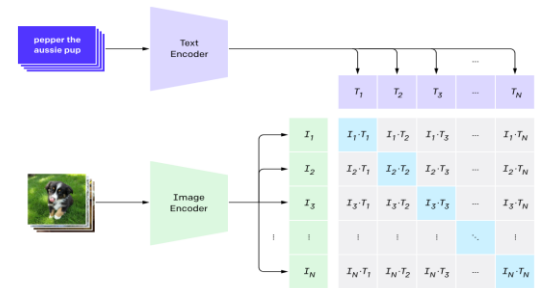 pepper the
aussie pup
Text
Encoder
...
T1 T2 T3 ... TN
I1 I1·T1 I1·T2 I1·T3 ... I1·TN
I2 I2·T1 I2·T2 I2·T3 ... I2·TN
Image
Encoder
I3 I3·T1 I3·T2 I3·T3 ... I3·TN
⋮ ⋮ ⋮ ⋮ ⋱ ⋮
IN IN·T1 IN·T2 IN·T3 ... IN·TN